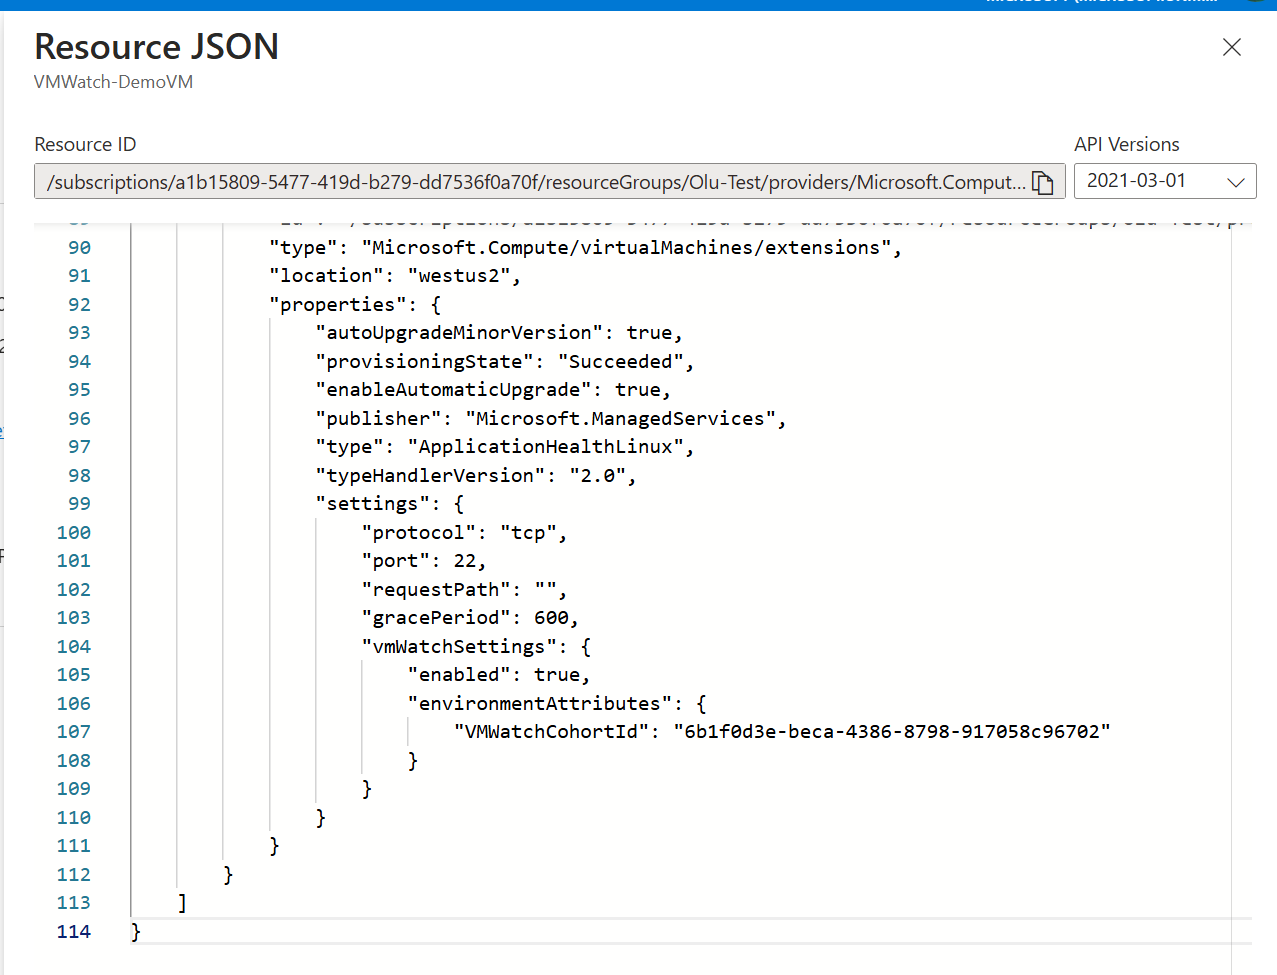 Resource JSON
VMWatch-DemoVM
Resource ID
API Versions
/subscriptions/a1b15809-5477-419d-b279-dd7536f0a70f/resourceGroups/Olu-Test/providers/Microsoft.Comput...
2021-03-01
90 "type": "Microsoft.Compute/virtualMachines/extensions",
91 "location": "westus2",
92 "properties": {
93 "autoUpgradeMinorVersion": true,
94 "provisioningState": "Succeeded",
95 "enableAutomaticUpgrade": true,
96 "publisher": "Microsoft.ManagedServices",
97 "type": "ApplicationHealthLinux",
98 "typeHandlerVersion": "2.0",
99 "settings": {
100 "protocol": "tcp",
101 "port": 22,
102 "requestPath": "",
103 "gracePeriod": 600,
104 "vmWatchSettings": {
105 "enabled": true,
106 "environmentAttributes": {
107 "VMWatchCohortId": "6b1f0d3e-beca-4386-8798-917058c96702"
108 }
109 }
110 }
111 }
112 }
113 ]
114 }